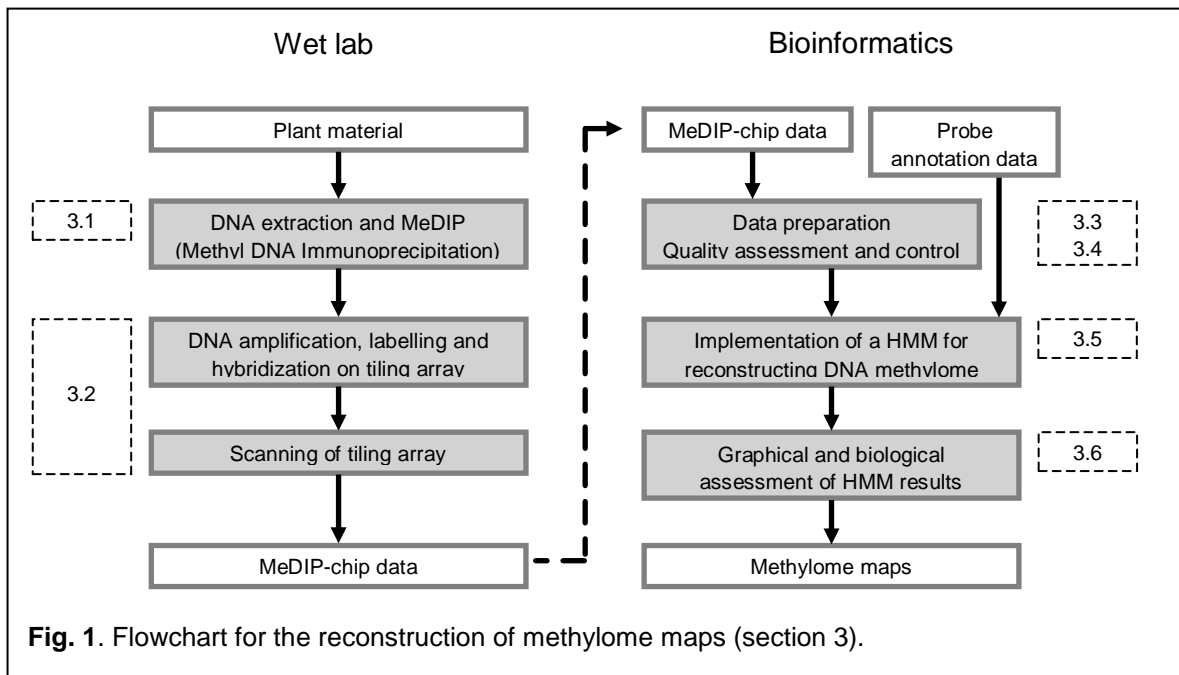 Wet lab
Plant material
3.1
DNA extraction and MeDIP
(Methyl DNA Immunoprecipitation)
3.2
DNA amplification, labelling and
hybridization on tiling array
Scanning of tiling array
MeDIP-chip data
Bioinformatics
MeDIP-chip data
Probe
annotation data
Data preparation
Quality assessment and control
3.3
3.4
Implementation of a HMM for
reconstructing DNA methylome
3.5
Graphical and biological
assessment of HMM results
3.6
Methylome maps
Fig. 1. Flowchart for the reconstruction of methylome maps (section 3).